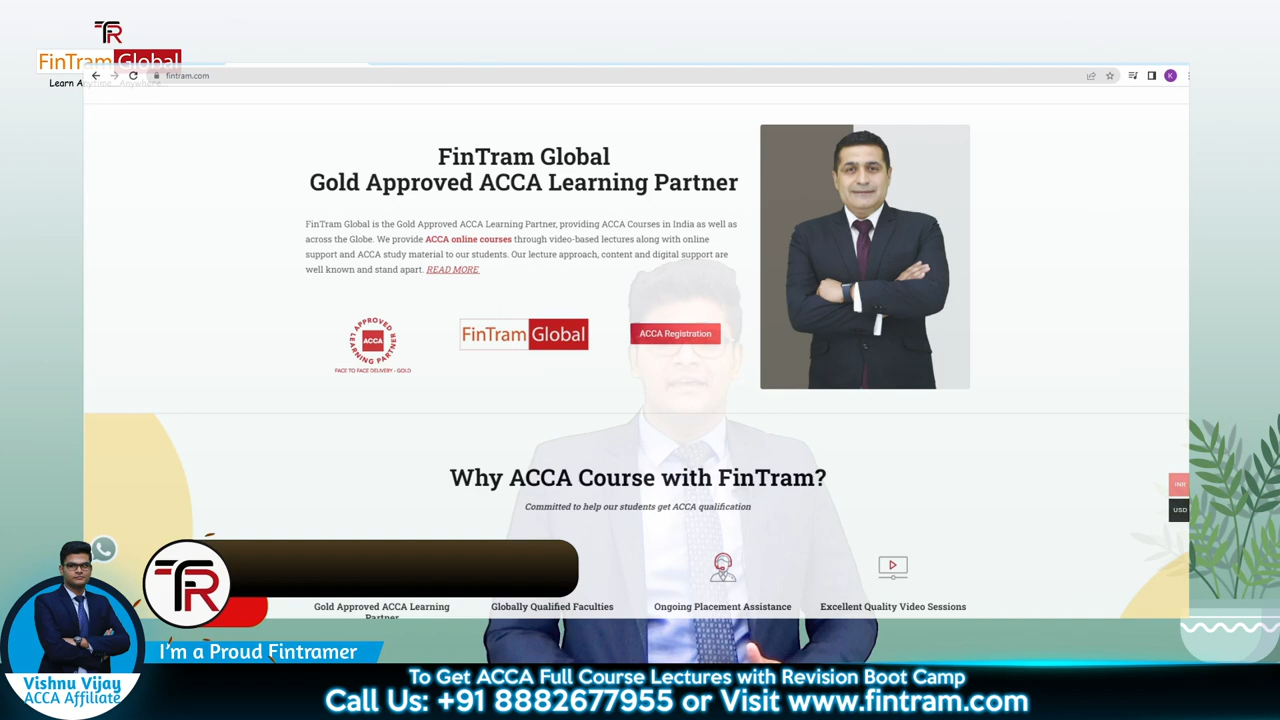 FR
FinTram Global
Learn
fintram.com
K
FinTram Global
Gold Approved ACCA Learning Partner
FinTram Global is the Gold Approved ACCA Learning Partner, providing ACCA Courses in India as well as
across the Globe. We provide ACCA online courses through video-based lectures along with online
support and ACCA study material to our students. Our lecture approach, content and digital support are
well known and stand apart. READ MORE
APPROVED
LEARNING PARTNER
ACCA
FACE TO FACE DELIVERY - GOLD
FinTram Global
ACCA Registration
Why ACCA Course with FinTram?
Committed to help our students get ACCA qualification
INR
USD
Gold Approved ACCA Learning
Partner
Globally Qualified Faculties
Ongoing Placement Assistance
Excellent Quality Video Sessions
FR
I'm a Proud Fintramer
Vishnu Vijay
ACCA Affiliate
To Get ACCA Full Course Lectures with Revision Boot Camp
Call Us: +91 8882677955 or Visit www.fintram.com